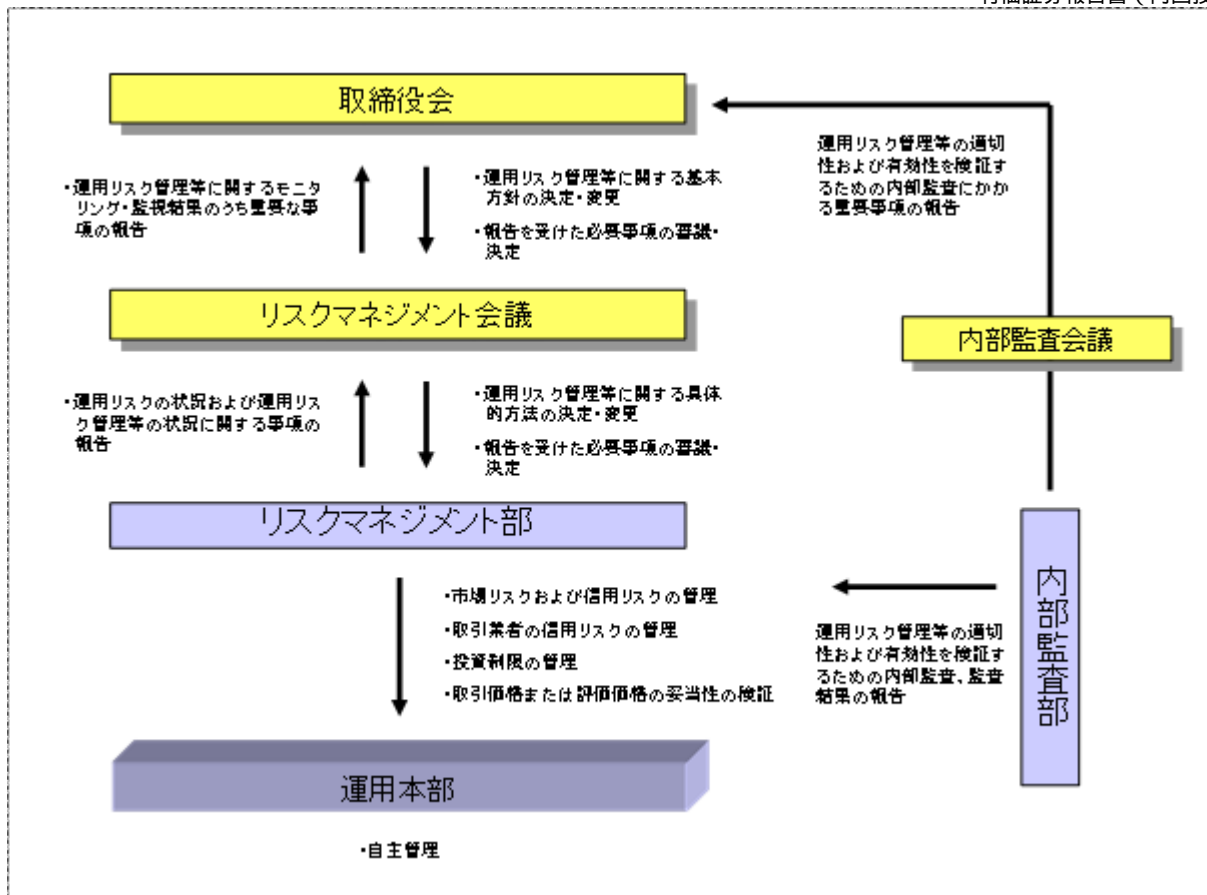 取締役会
・運用リスク管理等に関するモニタ
リング・監視結果のうち重要な事
項の報告
・運用リスク管理等に関する基本
方針の決定・変更
・報告を受けた必要事項の審議・
決定
運用リスク管理等の適切
性および有効性を検証す
るための内部監査にかか
る重要事項の報告
リスクマネジメント会議
内部監査会議
・運用リスクの状況および運用リス
ク管理等の状況に関する事項の
報告
・運用リスク管理等に関する具体
的方法の決定・変更
・報告を受けた必要事項の審議・
決定
リスクマネジメント部
・市場リスクおよび信用リスクの管理
・取引業者の信用リスクの管理
・投資制限の管理
・取引価格または評価価格の妥当性の検証
運用リスク管理等の適切
性および有効性を検証す
るための内部監査、監査
結果の報告
内部監査部
運用本部
・自主管理